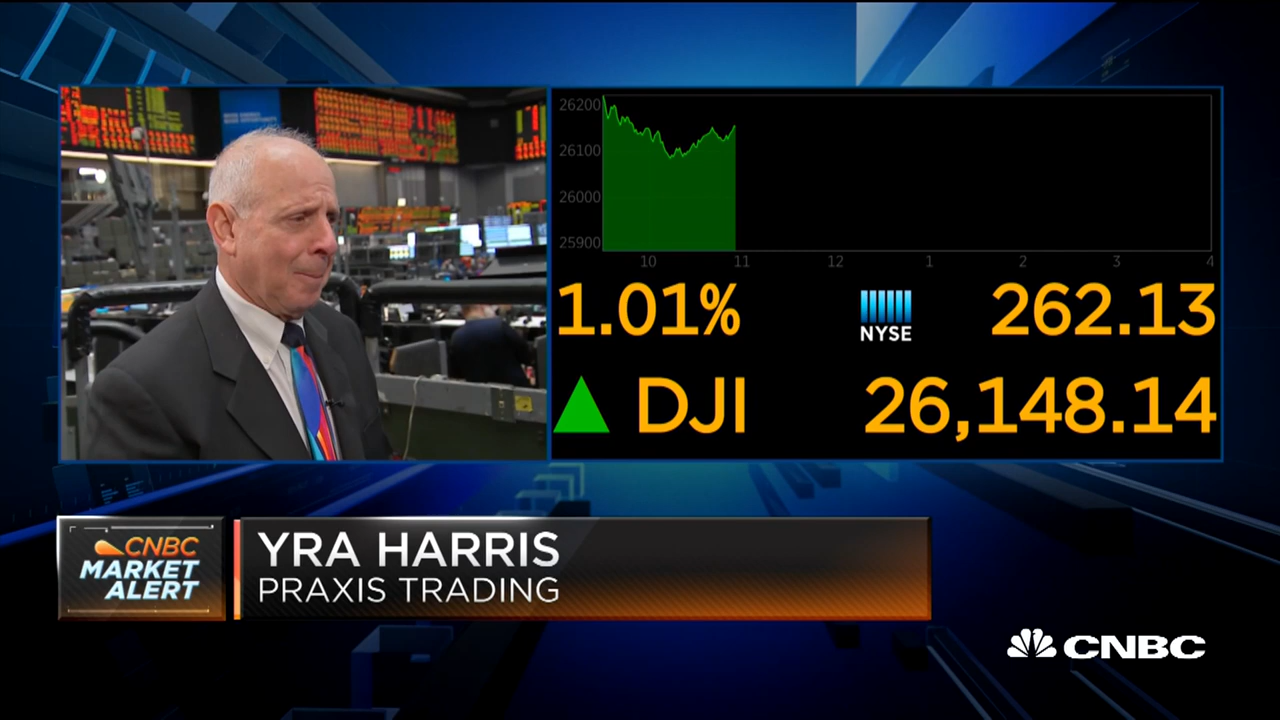 26200
26100
26000
25900
10 11 12 1 2 3 4
1.01% NYSE 262.13
DJI 26,148.14
CNBC
MARKET
ALERT
YRA HARRIS
PRAXIS TRADING
CNBC